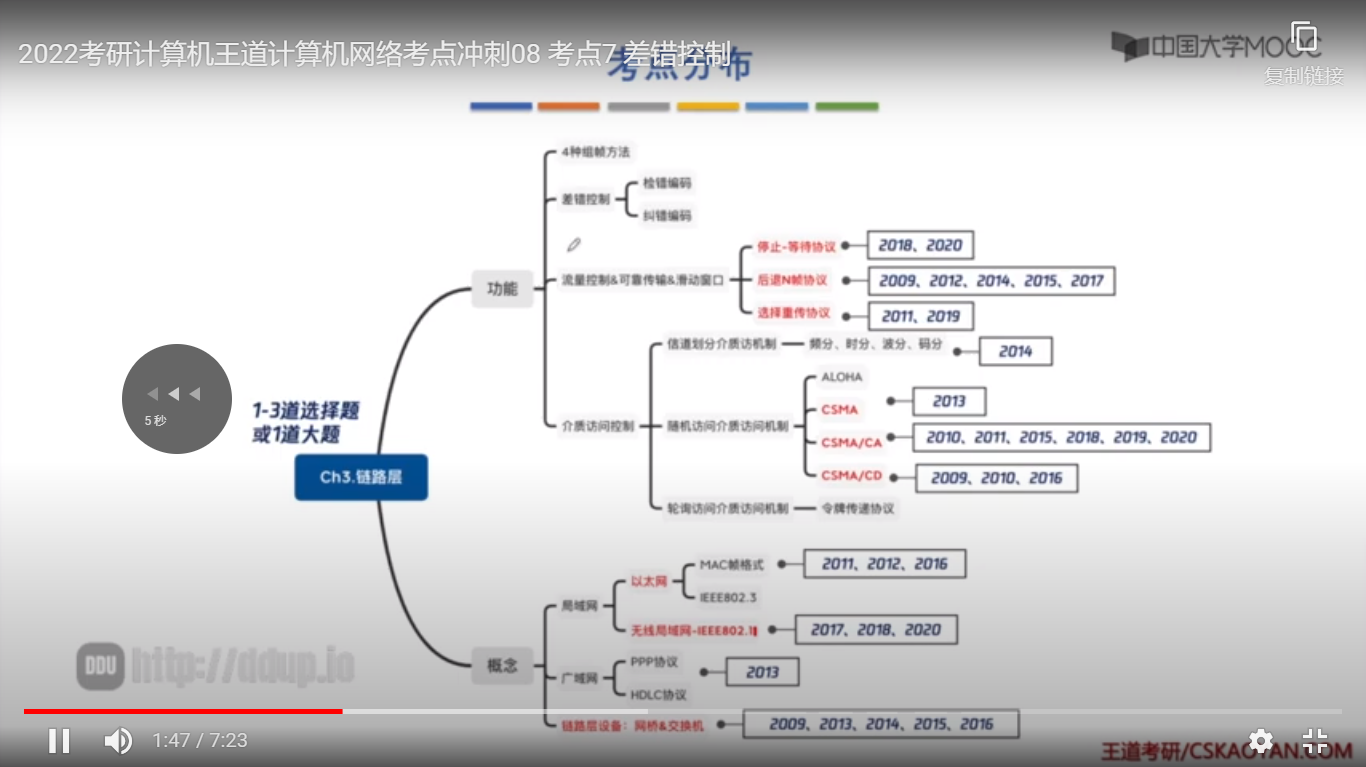 2022考研计算机王道计算机网络考点冲刺08 考点7 差错控制
考点分布
中国大学MOOC
复制链接
4种组帧方法
差错控制
检错编码
纠错编码
流量控制&可靠传输&滑动窗口
停止-等待协议
2018、2020
后退N帧协议
2009、2012、2014、2015、2017
选择重传协议
2011、2019
功能
信道划分介质访机制
频分、时分、波分、码分
2014
介质访问控制
随机访问介质访问机制
ALOHA
CSMA
2013
CSMA/CA
2010、2011、2015、2018、2019、2020
CSMA/CD
2009、2010、2016
轮询访问介质访问机制
令牌传递协议
5 秒
1-3道选择题
或1道大题
Ch3.链路层
概念
局域网
以太网
MAC帧格式
2011、2012、2016
IEEE802.3
无线局域网-IEEE802.11
2017、2018、2020
广域网
PPP协议
2013
HDLC协议
链路层设备：网桥&交换机
2009、2013、2014、2015、2016
DDU http://ddup.io
1:47 / 7:23
王道考研/CSKAOYAN.COM